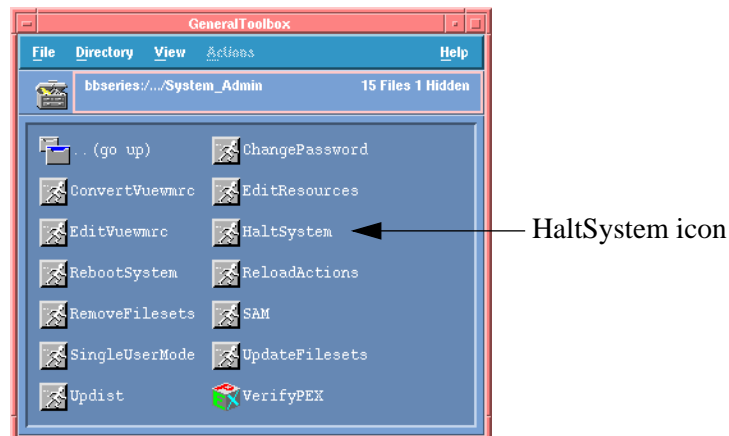 GeneralToolbox
File Directory View Actions Help
bbseries:/.../System_Admin 15 Files 1 Hidden
.. (go up) ChangePassword
ConvertVuewmrc EditResources
EditVuewmrc HaltSystem
HaltSystem icon
RebootSystem ReloadActions
RemoveFilesets SAM
SingleUserMode UpdateFilesets
Updist VerifyPEX